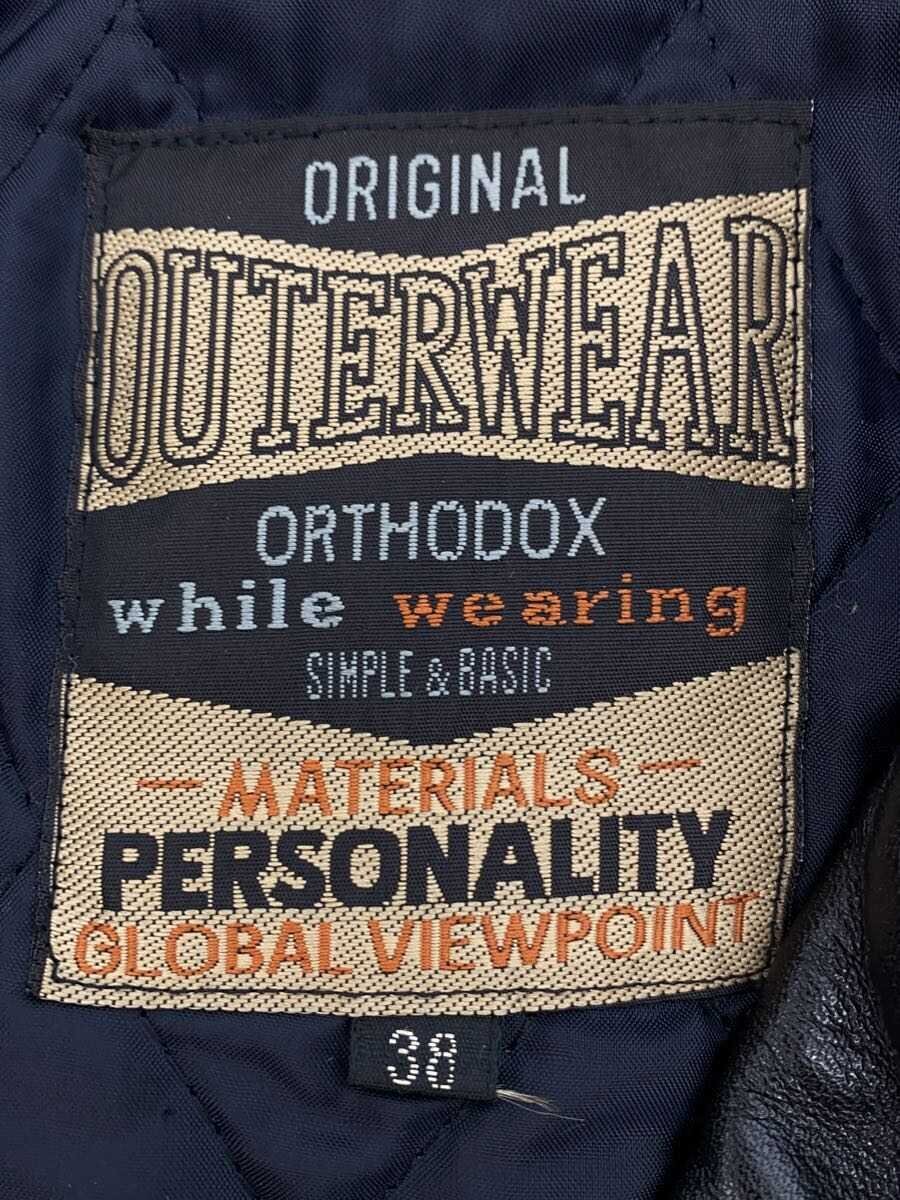 ORIGINAL
OUTERWEAR
ORTHODOX
while wearing
SIMPLE & BASIC
— MATERIALS —
PERSONALITY
GLOBAL VIEWPOINT
38